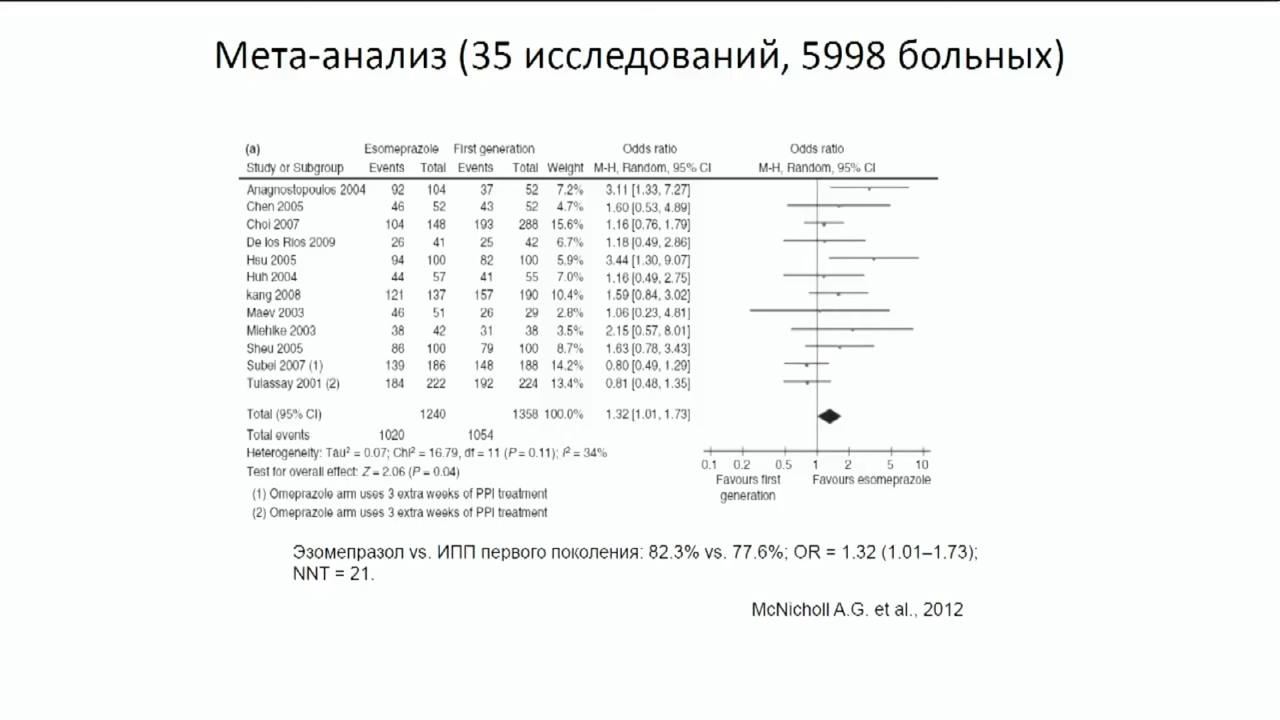 Мета-анализ (35 исследований, 5998 больных)
(a) Esomeprazole First generation Odds ratio Odds ratio
Study or Subgroup Events Total Events Total Weight M-H, Random, 95% CI M-H, Random, 95% CI
Anagnostopoulos 2004 92 104 37 52 7.2% 3.11 [1.33, 7.27]
Chen 2005 46 52 43 52 4.7% 1.60 [0.53, 4.89]
Choi 2007 104 148 193 288 15.6% 1.16 [0.76, 1.79]
De los Rios 2009 26 41 25 42 6.7% 1.18 [0.49, 2.86]
Hsu 2005 94 100 82 100 5.9% 3.44 [1.30, 9.07]
Huh 2004 44 57 41 55 7.0% 1.16 [0.49, 2.75]
kang 2008 121 137 157 190 10.4% 1.59 [0.84, 3.02]
Maev 2003 46 51 26 29 2.8% 1.06 [0.23, 4.81]
Miehlke 2003 38 42 31 38 3.5% 2.15 [0.57, 8.01]
Sheu 2005 86 100 79 100 8.7% 1.63 [0.78, 3.43]
Subei 2007 (1) 139 186 148 188 14.2% 0.80 [0.49, 1.29]
Tulassay 2001 (2) 184 222 192 224 13.4% 0.81 [0.48, 1.35]
Total (95% CI) 1240 1358 100.0% 1.32 [1.01, 1.73]
Total events 1020 1054
Heterogeneity: Tau² = 0.07; Chi² = 16.79, df = 11 (P = 0.11); I² = 34%
Test for overall effect: Z = 2.06 (P = 0.04)
(1) Omeprazole arm uses 3 extra weeks of PPI treatment
(2) Omeprazole arm uses 3 extra weeks of PPI treatment
0.1 0.2 0.5 1 2 5 10
Favours first Favours esomeprazole
generation
Эзомепразол vs. ИПП первого поколения: 82.3% vs. 77.6%; OR = 1.32 (1.01–1.73);
NNT = 21.
McNicholl A.G. et al., 2012